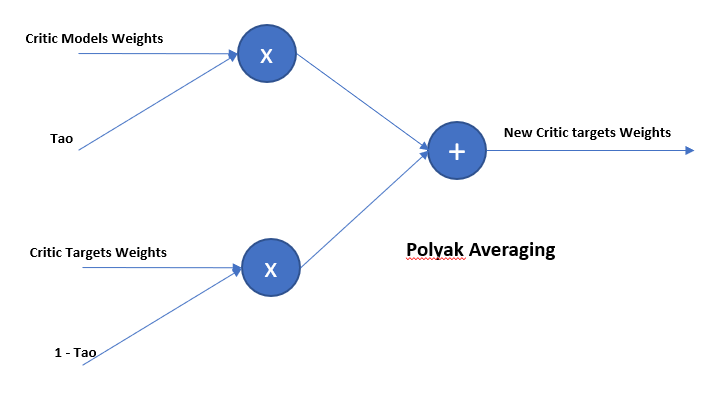 Critic Models Weights
X
Tao
+
New Critic targets Weights
Critic Targets Weights
X
Polyak Averaging
1 - Tao